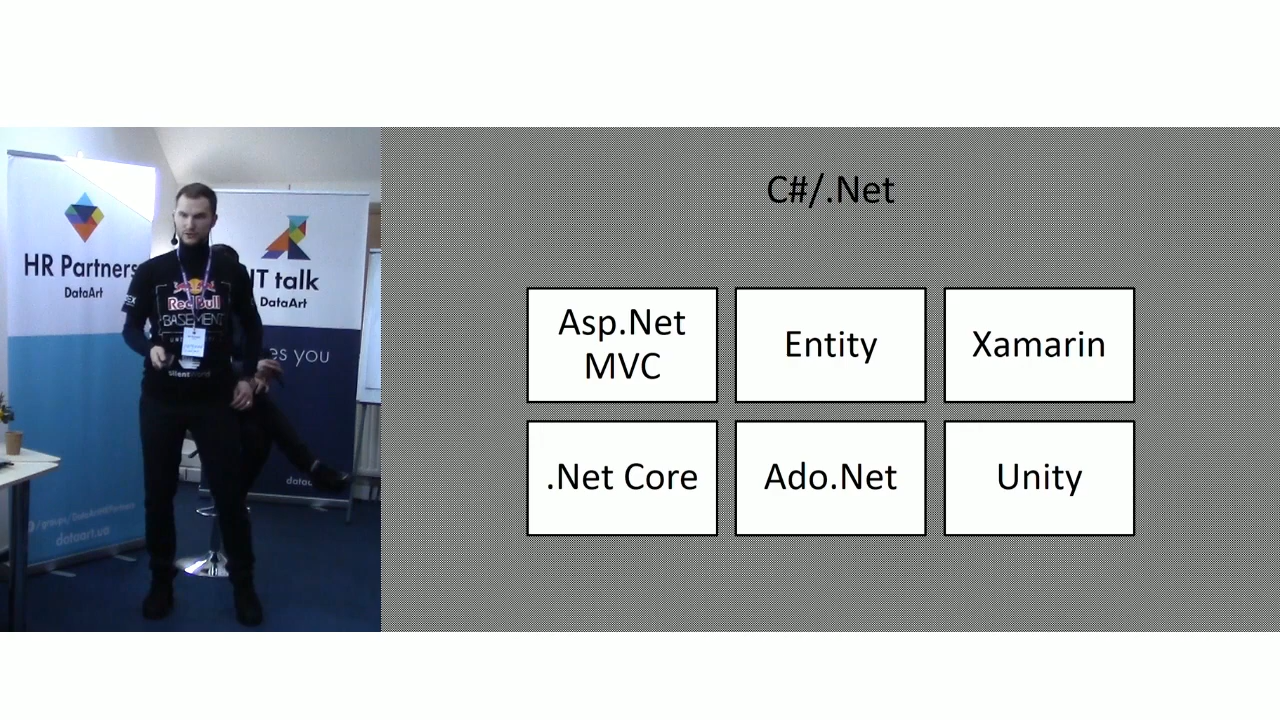 HR Partners
DataArt
IT talk
DataArt
es you
Red Bull
BASEMENT
dataart.ua
C#/.Net
Asp.Net
MVC
Entity
Xamarin
.Net Core
Ado.Net
Unity